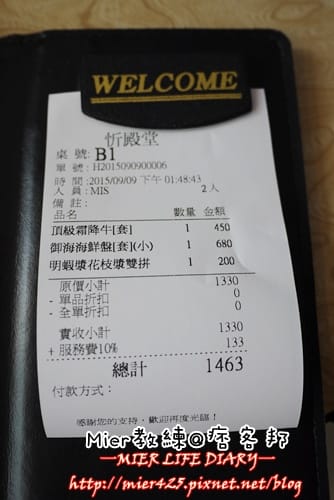 WELCOME
忻殿堂
桌號: B1
單號: H2015090900006
時間:2015/09/09 下午 01:48:43
人員: MIS 2人
備註:
品名 數量 金額
頂級霜降牛[套] 1 450
御海海鮮盤[套](小) 1 680
明蝦漿花枝漿雙拼 1 200
原價小計 1330
- 單品折扣 0
- 全單折扣 0
實收小計 1330
+ 服務費10% 133
總計 1463
付款方式:
感謝您的支持,歡迎再度光臨!
Mier教練@痞客邦
—MIER LIFE DIARY—
http://mier425.pixnet.net/blog